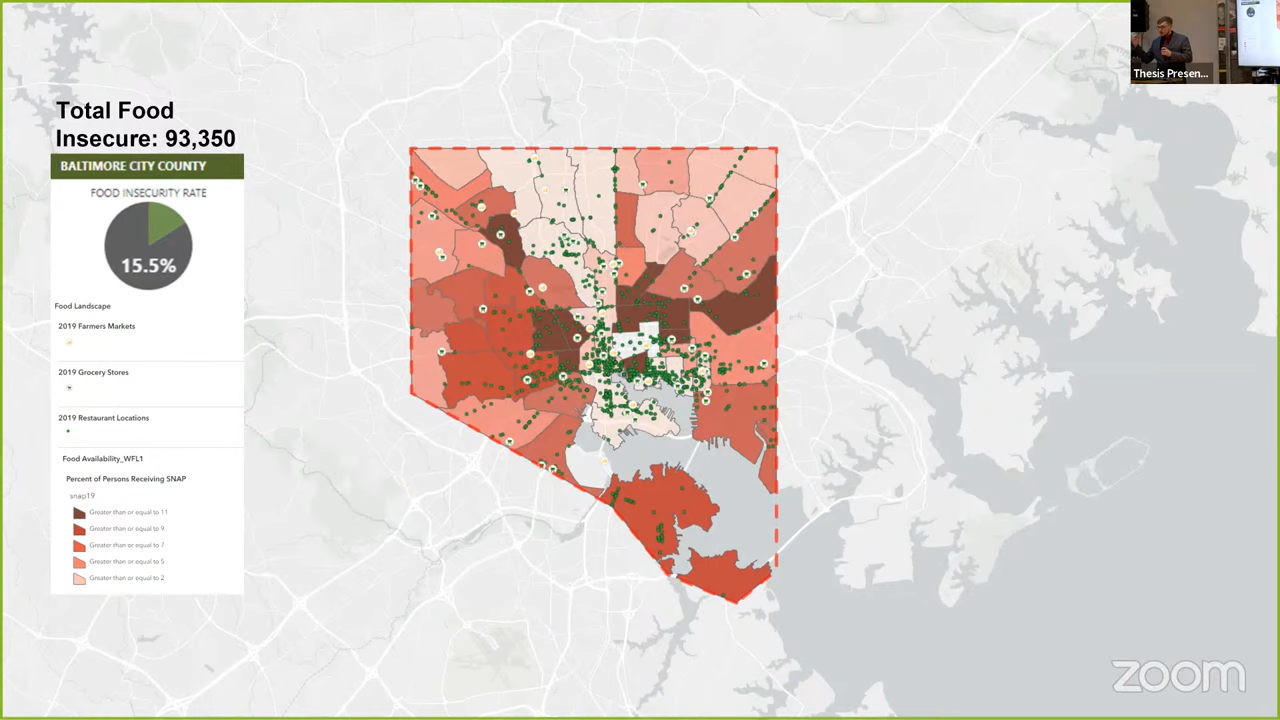 Thesis Presen...
Total Food
Insecure: 93,350
BALTIMORE CITY COUNTY
FOOD INSECURITY RATE
15.5%
Food Landscape
2019 Farmers Markets
2019 Grocery Stores
2019 Restaurant Locations
Food Availability_WFL1
Percent of Persons Receiving SNAP
snap19
Greater than or equal to 11
Greater than or equal to 9
Greater than or equal to 7
Greater than or equal to 5
Greater than or equal to 2
zoom